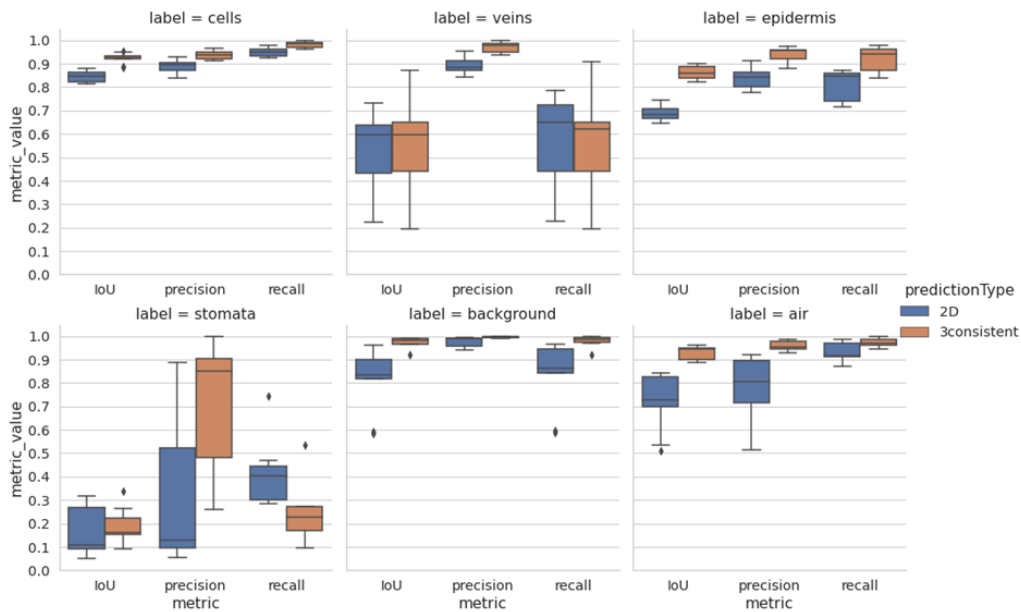 label = cells
label = veins
label = epidermis
metric_value
1.0
0.9
0.8
0.7
0.6
0.5
0.4
0.3
0.2
0.1
0.0
IoU precision recall
IoU precision recall
IoU precision recall
label = stomata
label = background
label = air
metric_value
1.0
0.9
0.8
0.7
0.6
0.5
0.4
0.3
0.2
0.1
0.0
IoU precision recall
IoU precision recall
IoU precision recall
metric
metric
metric
predictionType
2D
3consistent